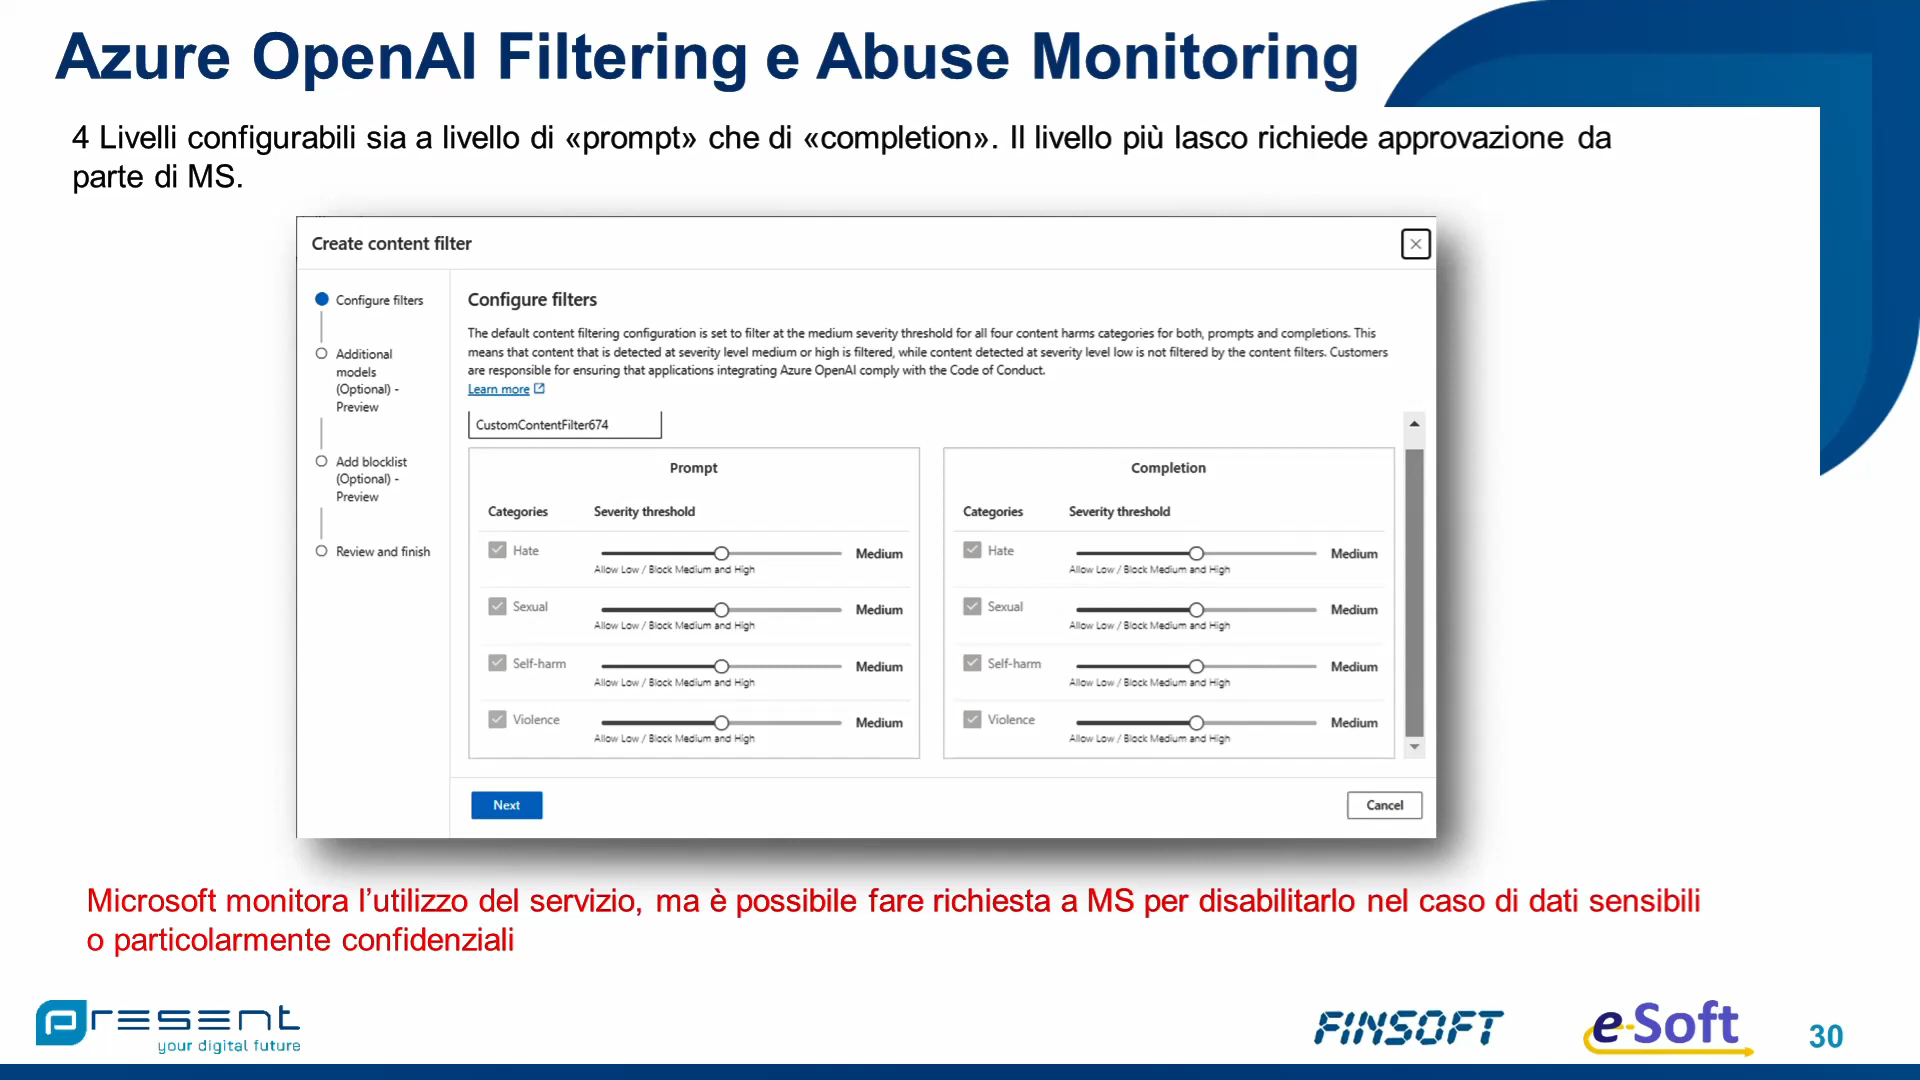 Azure OpenAI Filtering e Abuse Monitoring
4 Livelli configurabili sia a livello di «prompt» che di «completion». Il livello più lasco richiede approvazione da
parte di MS.
Create content filter
Configure filters
Additional
models
(Optional) -
Preview
Add blocklist
(Optional) -
Preview
Review and finish
Configure filters
The default content filtering configuration is set to filter at the medium severity threshold for all four content harms categories for both, prompts and completions. This
means that content that is detected at severity level medium or high is filtered, while content detected at severity level low is not filtered by the content filters. Customers
are responsible for ensuring that applications integrating Azure OpenAI comply with the Code of Conduct.
Learn more
CustomContentFilter674
Prompt
Categories Severity threshold
Hate Medium
Allow Low / Block Medium and High
Sexual Medium
Allow Low / Block Medium and High
Self-harm Medium
Allow Low / Block Medium and High
Violence Medium
Allow Low / Block Medium and High
Completion
Categories Severity threshold
Hate Medium
Allow Low / Block Medium and High
Sexual Medium
Allow Low / Block Medium and High
Self-harm Medium
Allow Low / Block Medium and High
Violence Medium
Allow Low / Block Medium and High
Next
Cancel
Microsoft monitora l’utilizzo del servizio, ma è possibile fare richiesta a MS per disabilitarlo nel caso di dati sensibili
o particolarmente confidenziali
present
your digital future
FINSOFT
e-Soft
30